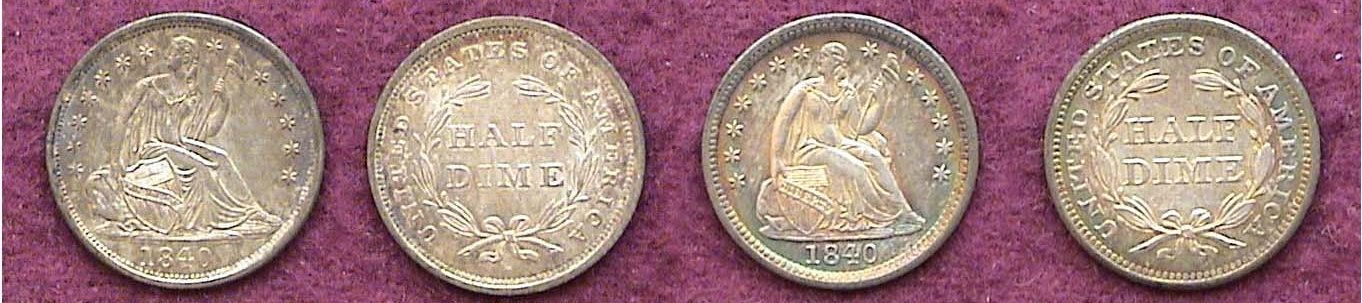 1840
UNITED STATES OF AMERICA
HALF
DIME
1840
UNITED STATES OF AMERICA
HALF
DIME